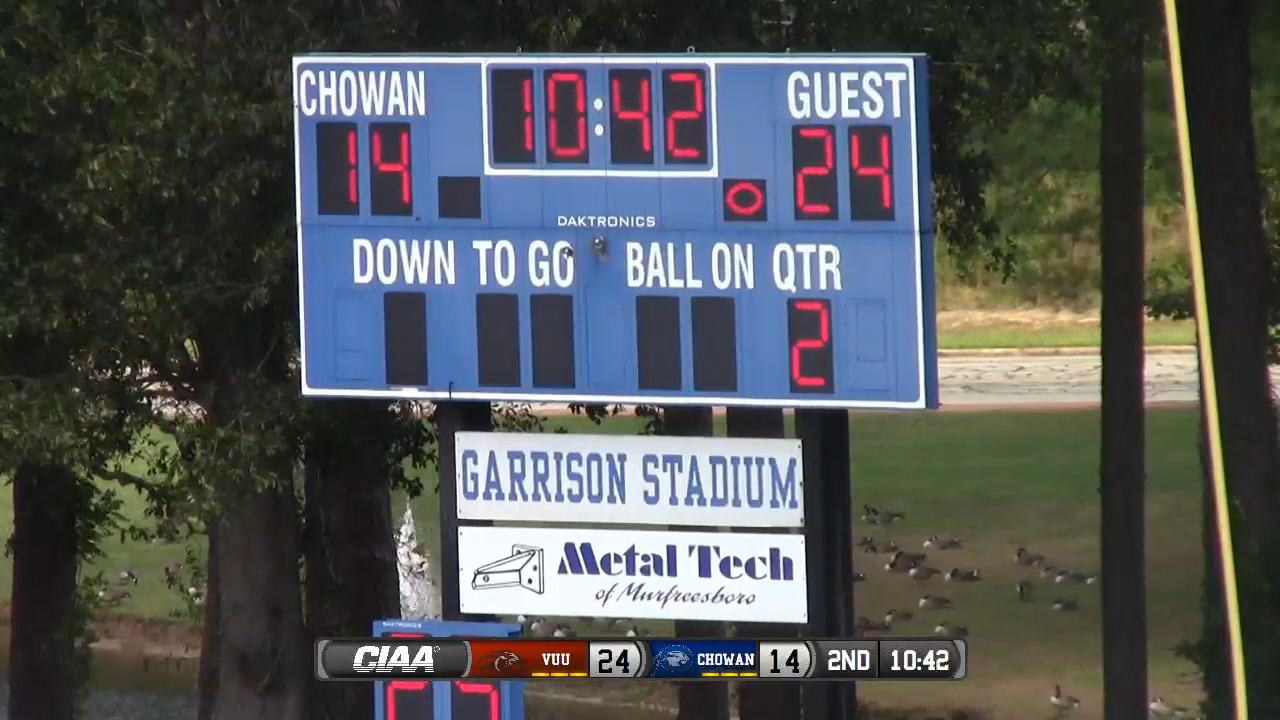 CHOWAN 10:42 GUEST
14 24
DAKTRONICS
DOWN TO GO BALL ON QTR
2
GARRISON STADIUM
Metal Tech
of Murfreesboro
DAKTRONICS
CIAA VUU 24 CHOWAN 14 2ND 10:42